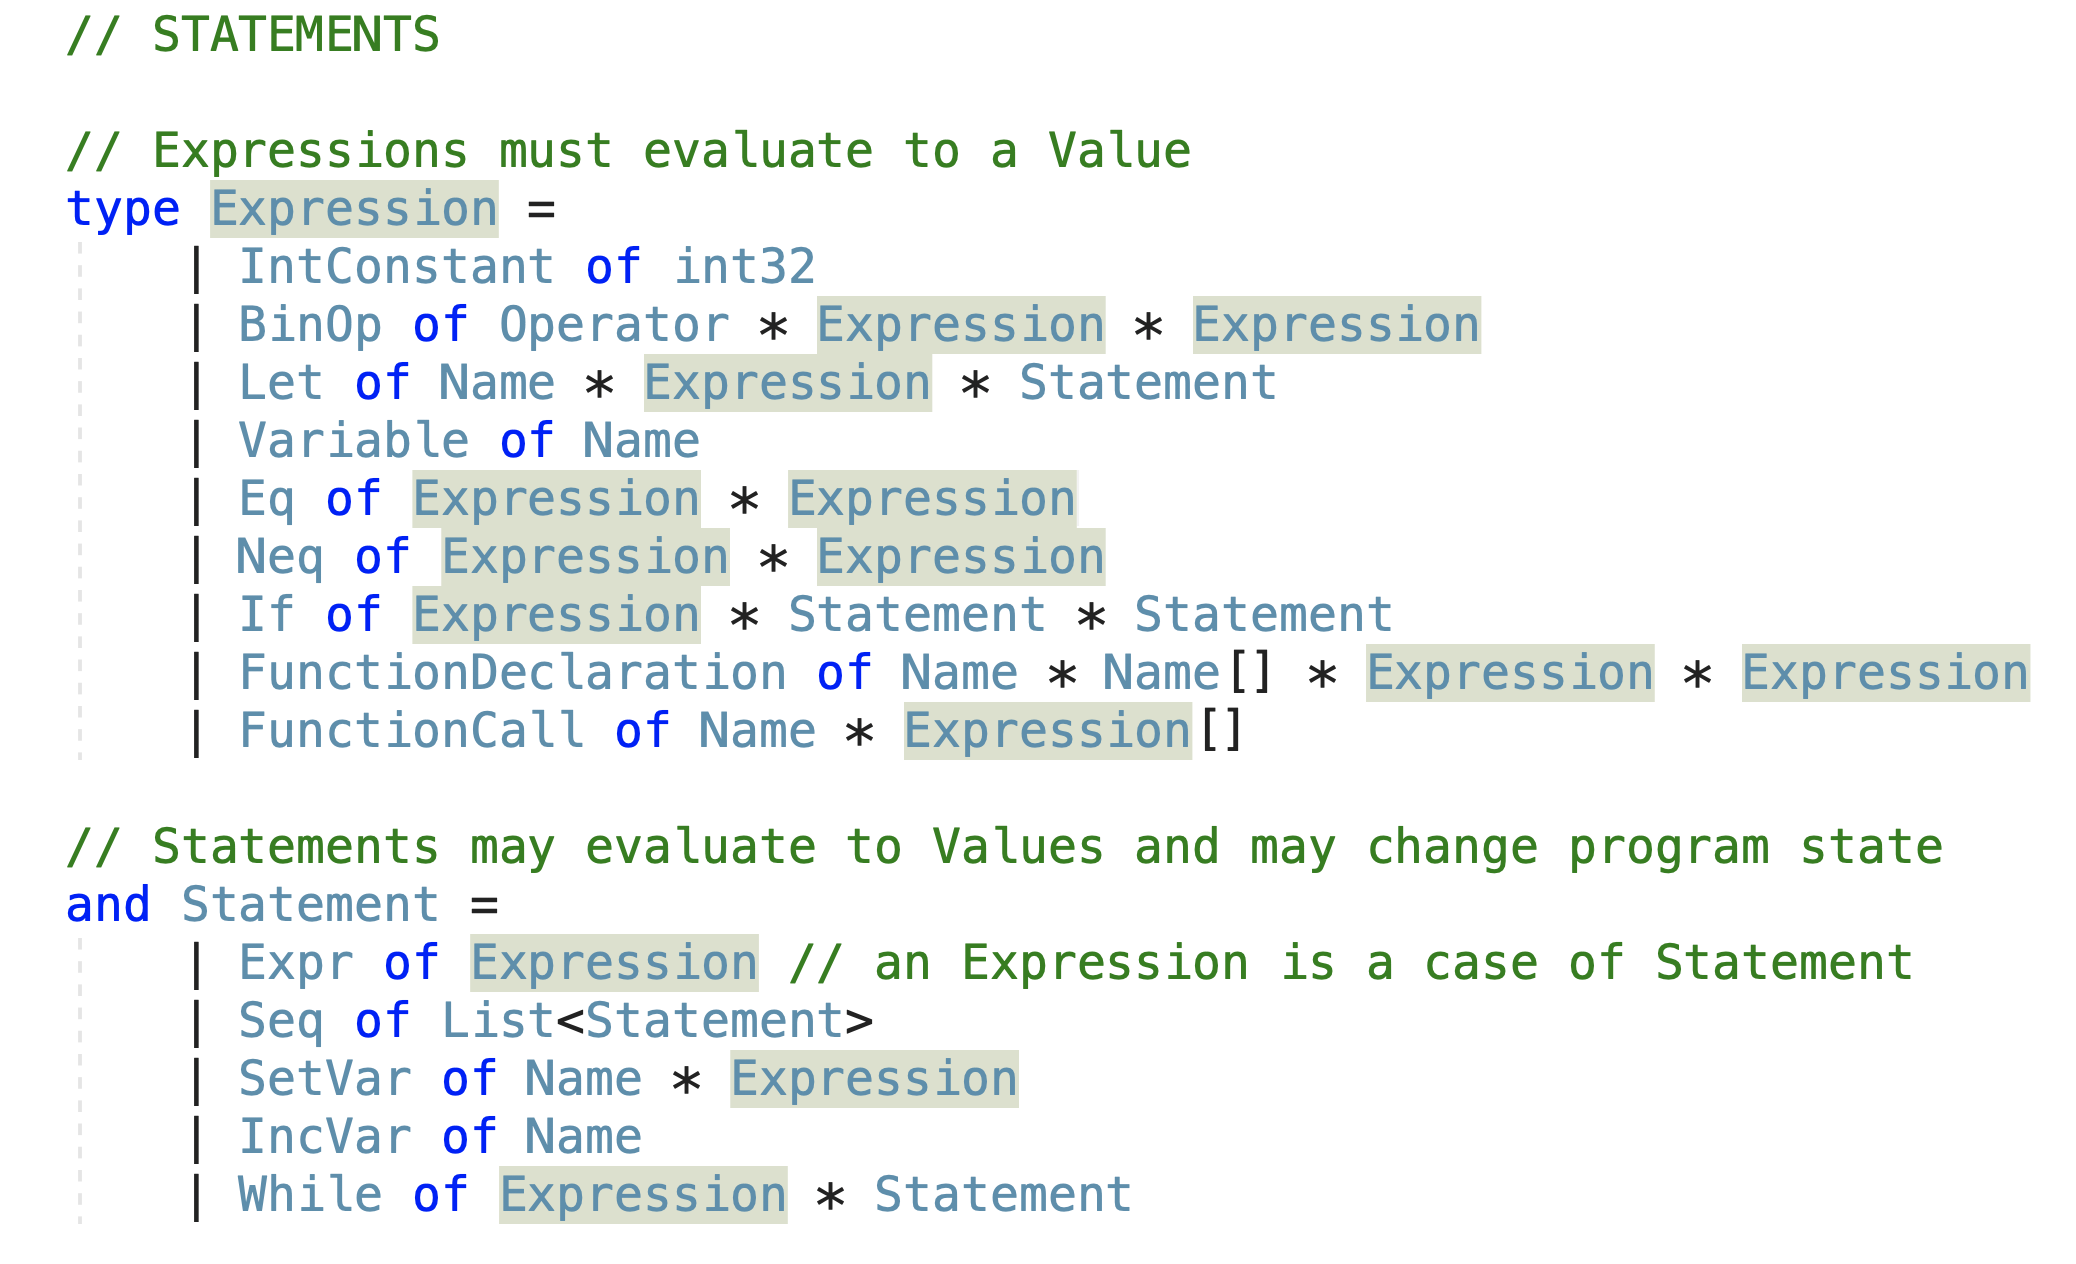 // STATEMENTS
// Expressions must evaluate to a Value
type Expression =
| IntConstant of int32
| BinOp of Operator * Expression * Expression
| Let of Name * Expression * Statement
| Variable of Name
| Eq of Expression * Expression
| Neq of Expression * Expression
| If of Expression * Statement * Statement
| FunctionDeclaration of Name * Name[] * Expression * Expression
| FunctionCall of Name * Expression[]
// Statements may evaluate to Values and may change program state
and Statement =
| Expr of Expression // an Expression is a case of Statement
| Seq of List<Statement>
| SetVar of Name * Expression
| IncVar of Name
| While of Expression * Statement